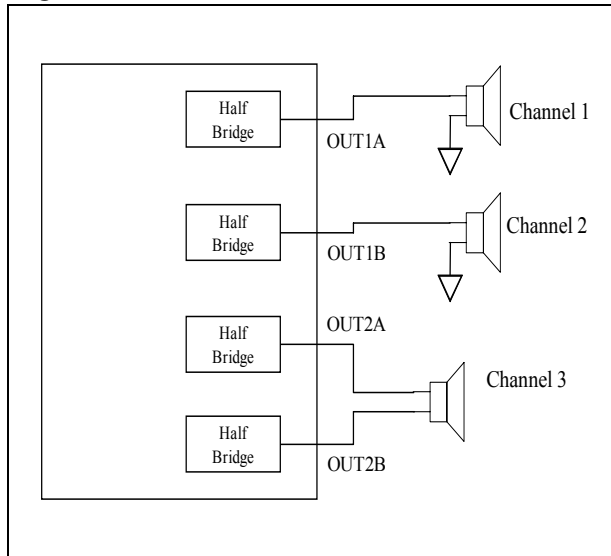 Half
Bridge
OUT1A
Channel 1
Half
Bridge
OUT1B
Channel 2
Half
Bridge
OUT2A
Channel 3
Half
Bridge
OUT2B